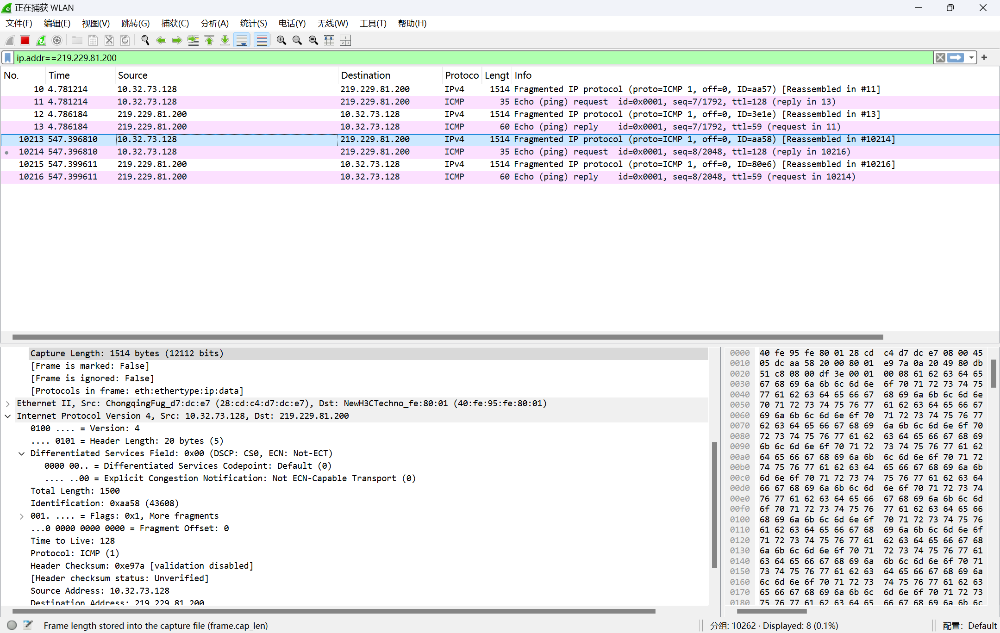 正在捕获 WLAN
文件(F) 编辑(E) 视图(V) 跳转(G) 捕获(C) 分析(A) 统计(S) 电话(Y) 无线(W) 工具(T) 帮助(H)
ip.addr==219.229.81.200
No. Time Source Destination Protoco Lengt Info
10 4.781214 10.32.73.128 219.229.81.200 IPv4 1514 Fragmented IP protocol (proto=ICMP 1, off=0, ID=aa57) [Reassembled in #11]
11 4.781214 10.32.73.128 219.229.81.200 ICMP 35 Echo (ping) request id=0x0001, seq=7/1792, ttl=128 (reply in 13)
12 4.786184 219.229.81.200 10.32.73.128 IPv4 1514 Fragmented IP protocol (proto=ICMP 1, off=0, ID=3e1e) [Reassembled in #13]
13 4.786184 219.229.81.200 10.32.73.128 ICMP 60 Echo (ping) reply id=0x0001, seq=7/1792, ttl=59 (request in 11)
10213 547.396810 10.32.73.128 219.229.81.200 IPv4 1514 Fragmented IP protocol (proto=ICMP 1, off=0, ID=aa58) [Reassembled in #10214]
10214 547.396810 10.32.73.128 219.229.81.200 ICMP 35 Echo (ping) request id=0x0001, seq=8/2048, ttl=128 (reply in 10216)
10215 547.399611 219.229.81.200 10.32.73.128 IPv4 1514 Fragmented IP protocol (proto=ICMP 1, off=0, ID=80e6) [Reassembled in #10216]
10216 547.399611 219.229.81.200 10.32.73.128 ICMP 60 Echo (ping) reply id=0x0001, seq=8/2048, ttl=59 (request in 10214)
Capture Length: 1514 bytes (12112 bits)
[Frame is marked: False]
[Frame is ignored: False]
[Protocols in frame: eth:ethertype:ip:data]
Ethernet II, Src: ChongqingFug_d7:dc:e7 (28:cd:c4:d7:dc:e7), Dst: NewH3CTechno_fe:80:01 (40:fe:95:fe:80:01)
Internet Protocol Version 4, Src: 10.32.73.128, Dst: 219.229.81.200
0100 .... = Version: 4
.... 0101 = Header Length: 20 bytes (5)
Differentiated Services Field: 0x00 (DSCP: CS0, ECN: Not-ECT)
0000 00.. = Differentiated Services Codepoint: Default (0)
.... ..00 = Explicit Congestion Notification: Not ECN-Capable Transport (0)
Total Length: 1500
Identification: 0xaa58 (43608)
001. .... = Flags: 0x1, More fragments
...0 0000 0000 0000 = Fragment Offset: 0
Time to Live: 128
Protocol: ICMP (1)
Header Checksum: 0xe97a [validation disabled]
[Header checksum status: Unverified]
Source Address: 10.32.73.128
Destination Address: 219.229.81.200
0000 40 fe 95 fe 80 01 28 cd c4 d7 dc e7 08 00 45
0010 05 dc aa 58 20 00 80 01 e9 7a 0a 20 49 80 db
0020 51 c8 08 00 df 3e 00 01 00 08 61 62 63 64 65
0030 67 68 69 6a 6b 6c 6d 6e 6f 70 71 72 73 74 75
0040 77 61 62 63 64 65 66 67 68 69 6a 6b 6c 6d 6e
0050 70 71 72 73 74 75 76 77 61 62 63 64 65 66 67
0060 69 6a 6b 6c 6d 6e 6f 70 71 72 73 74 75 76 77
0070 62 63 64 65 66 67 68 69 6a 6b 6c 6d 6e 6f 70
0080 72 73 74 75 76 77 61 62 63 64 65 66 67 68 69
0090 6b 6c 6d 6e 6f 70 71 72 73 74 75 76 77 61 62
00a0 64 65 66 67 68 69 6a 6b 6c 6d 6e 6f 70 71 72
00b0 74 75 76 77 61 62 63 64 65 66 67 68 69 6a 6b
00c0 6d 6e 6f 70 71 72 73 74 75 76 77 61 62 63 64
00d0 66 67 68 69 6a 6b 6c 6d 6e 6f 70 71 72 73 74
00e0 76 77 61 62 63 64 65 66 67 68 69 6a 6b 6c 6d
00f0 6f 70 71 72 73 74 75 76 77 61 62 63 64 65 66
0100 68 69 6a 6b 6c 6d 6e 6f 70 71 72 73 74 75 76
0110 61 62 63 64 65 66 67 68 69 6a 6b 6c 6d 6e 6f
0120 71 72 73 74 75 76 77 61 62 63 64 65 66 67 68
0130 6a 6b 6c 6d 6e 6f 70 71 72 73 74 75 76 77 61
0140 63 64 65 66 67 68 69 6a 6b 6c 6d 6e 6f 70 71
0150 73 74 75 76 77 61 62 63 64 65 66 67 68 69 6a
0160 6c 6d 6e 6f 70 71 72 73 74 75 76 77 61 62 63
0170 65 66 67 68 69 6a 6b 6c 6d 6e 6f 70 71 72 73
0180 75 76 77 61 62 63 64 65 66 67 68 69 6a 6b 6c
Frame length stored into the capture file (frame.cap_len) 分组: 10262 · Displayed: 8 (0.1%) 配置: Default